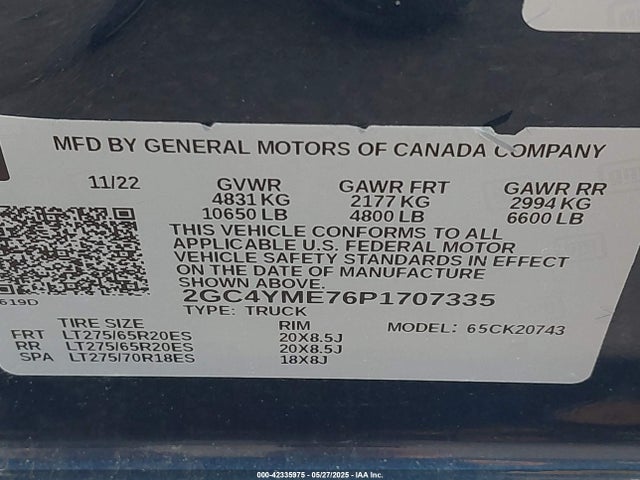 MFD BY GENERAL MOTORS OF CANADA COMPANY
11/22 GVWR GAWR FRT GAWR RR
4831 KG 2177 KG 2994 KG
10650 LB 4800 LB 6600 LB
THIS VEHICLE CONFORMS TO ALL
APPLICABLE U.S. FEDERAL MOTOR
VEHICLE SAFETY STANDARDS IN EFFECT
ON THE DATE OF MANUFACTURE
SHOWN ABOVE.
619D
2GC4YME76P1707335
TYPE: TRUCK
MODEL: 65CK20743
TIRE SIZE RIM
FRT LT275/65R20ES 20X8.5J
RR LT275/65R20ES 20X8.5J
SPA LT275/70R18ES 18X8J
000-42335975 - 05/27/2025 - IAA Inc.